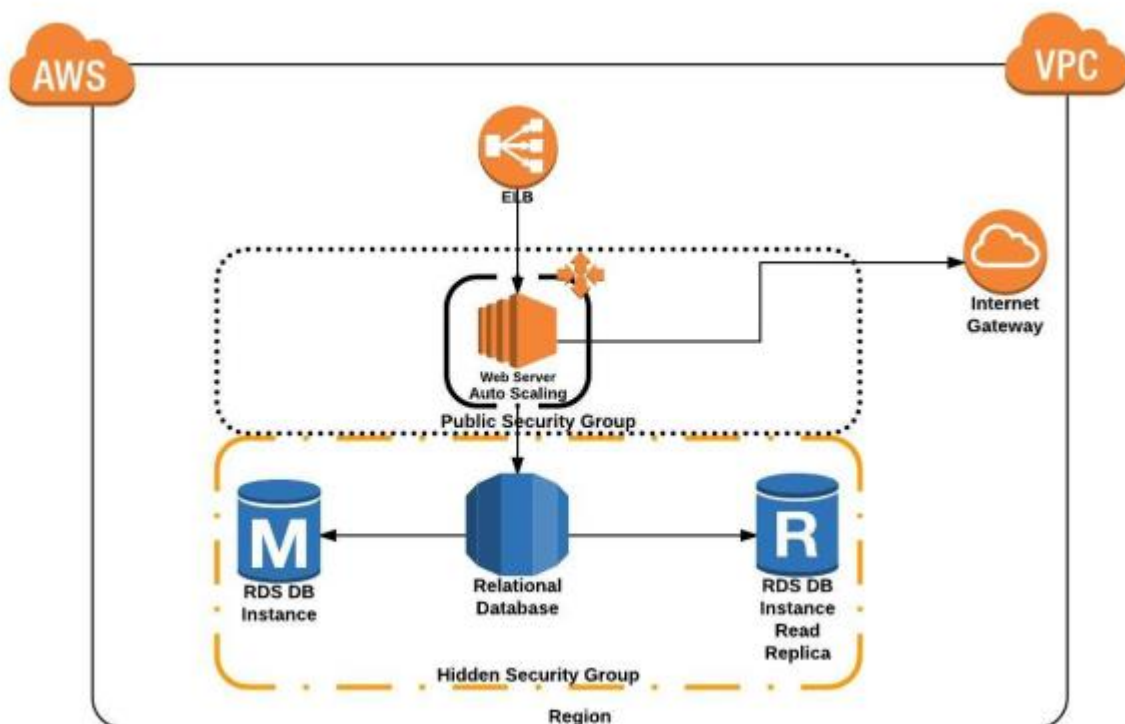 AWS
VPC
ELB
Internet
Gateway
Web Server
Auto Scaling
Public Security Group
M
R
RDS DB
Instance
Relational
Database
RDS DB
Instance
Read
Replica
Hidden Security Group
Region